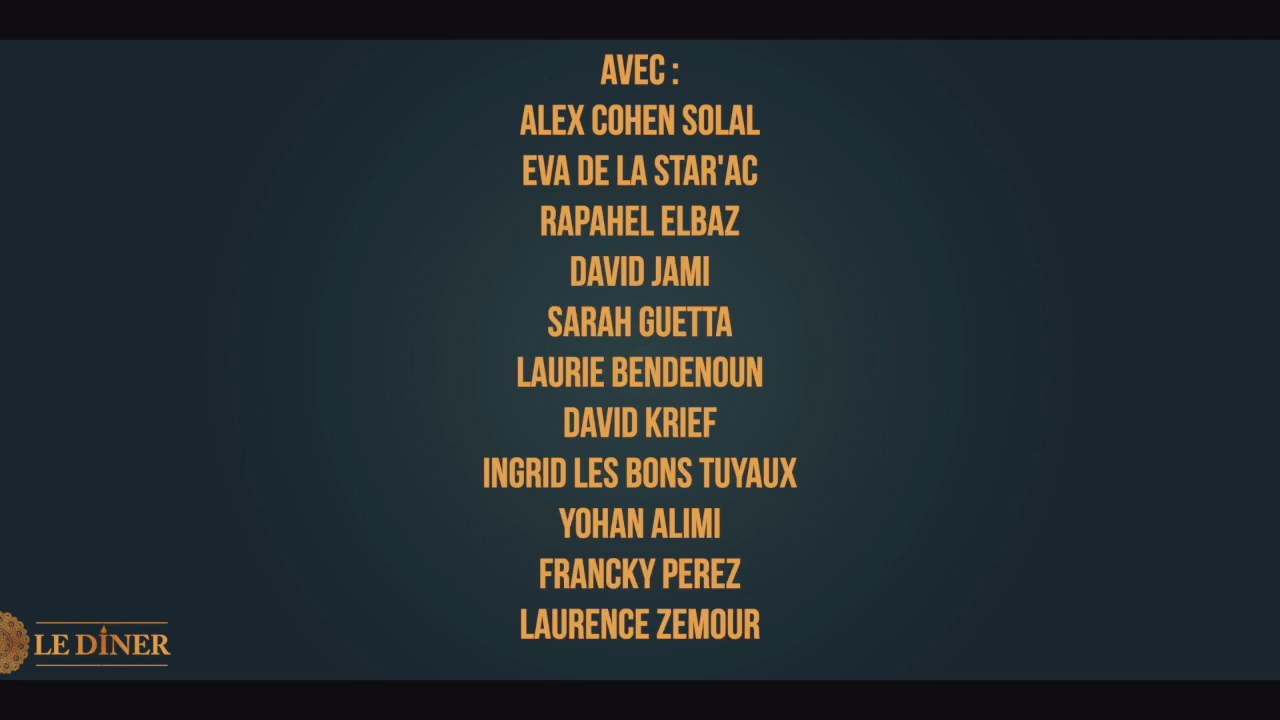 AVEC :
ALEX COHEN SOLAL
EVA DE LA STAR'AC
RAPAHEL ELBAZ
DAVID JAMI
SARAH GUETTA
LAURIE BENDENOUN
DAVID KRIEF
INGRID LES BONS TUYAUX
YOHAN ALIMI
FRANCKY PEREZ
LAURENCE ZEMOUR
LE DÎNER